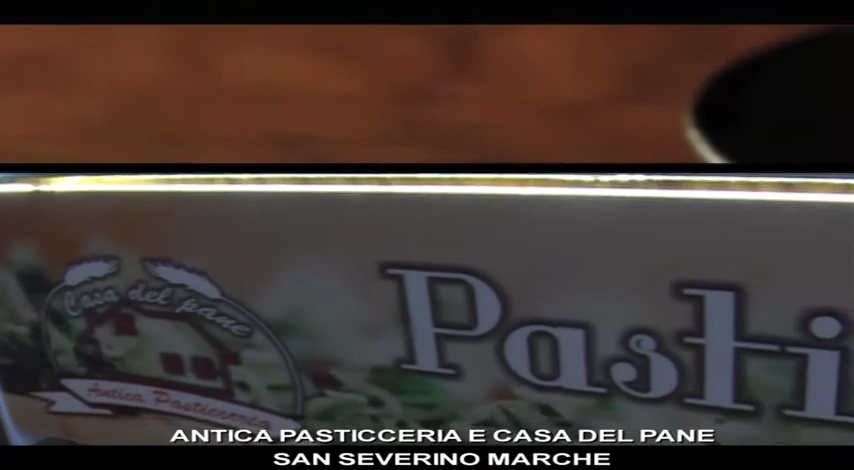 Casa del pane
Antica Pasticceria
Pasti
ANTICA PASTICCERIA E CASA DEL PANE
SAN SEVERINO MARCHE